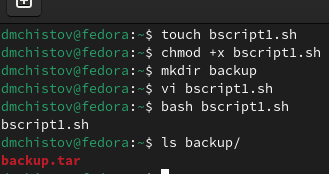 dmchistov@fedora:~$ touch bscript1.sh
dmchistov@fedora:~$ chmod +x bscript1.sh
dmchistov@fedora:~$ mkdir backup
dmchistov@fedora:~$ vi bscript1.sh
dmchistov@fedora:~$ bash bscript1.sh
bscript1.sh
dmchistov@fedora:~$ ls backup/
backup.tar
dmchistov@fedora:~$